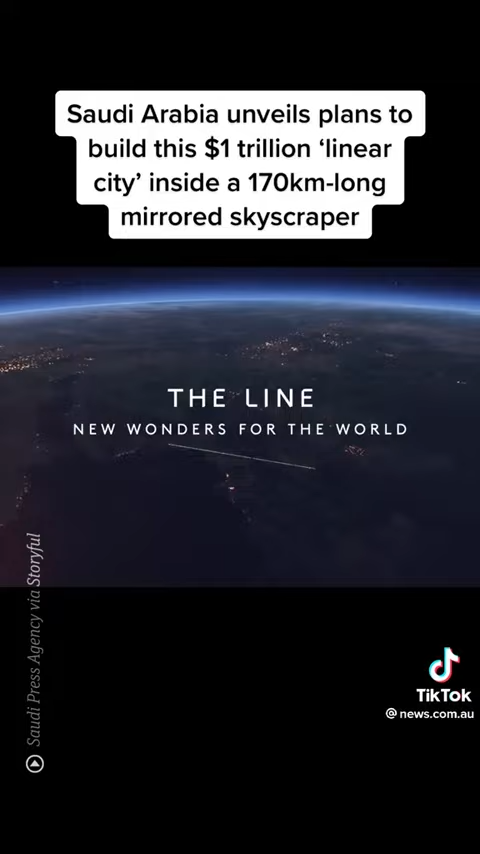 Saudi Arabia unveils plans to
build this $1 trillion ‘linear
city’ inside a 170km-long
mirrored skyscraper
THE LINE
NEW WONDERS FOR THE WORLD
Saudi Press Agency via Storyful
TikTok
@news.com.au